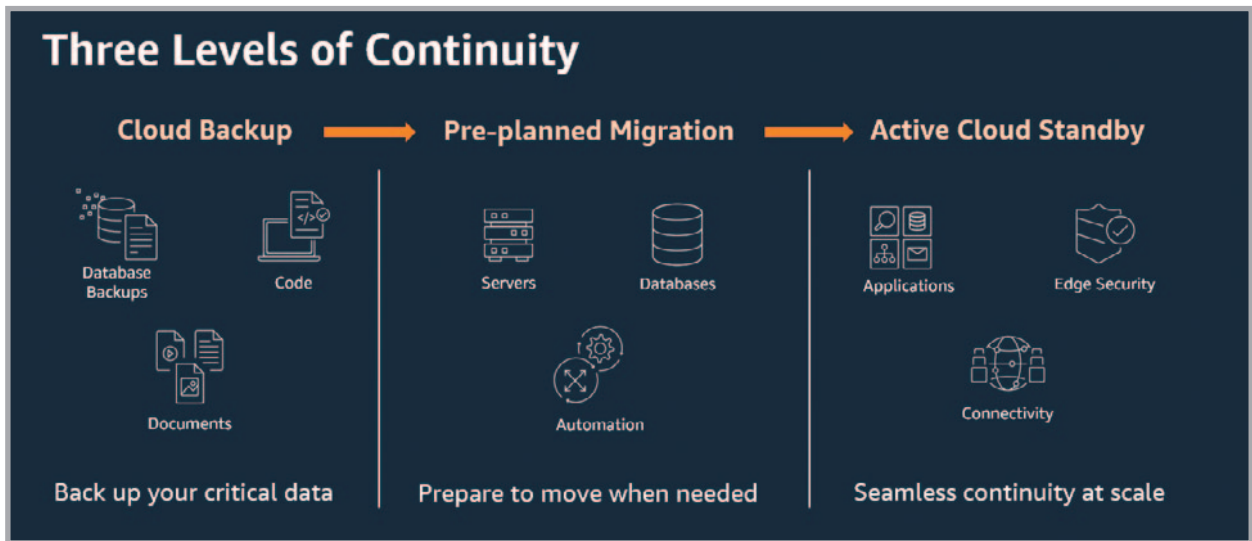 Three Levels of Continuity
Cloud Backup
Database
Backups
Code
Documents
Back up your critical data
Pre-planned Migration
Servers
Databases
Automation
Prepare to move when needed
Active Cloud Standby
Applications
Edge Security
Connectivity
Seamless continuity at scale